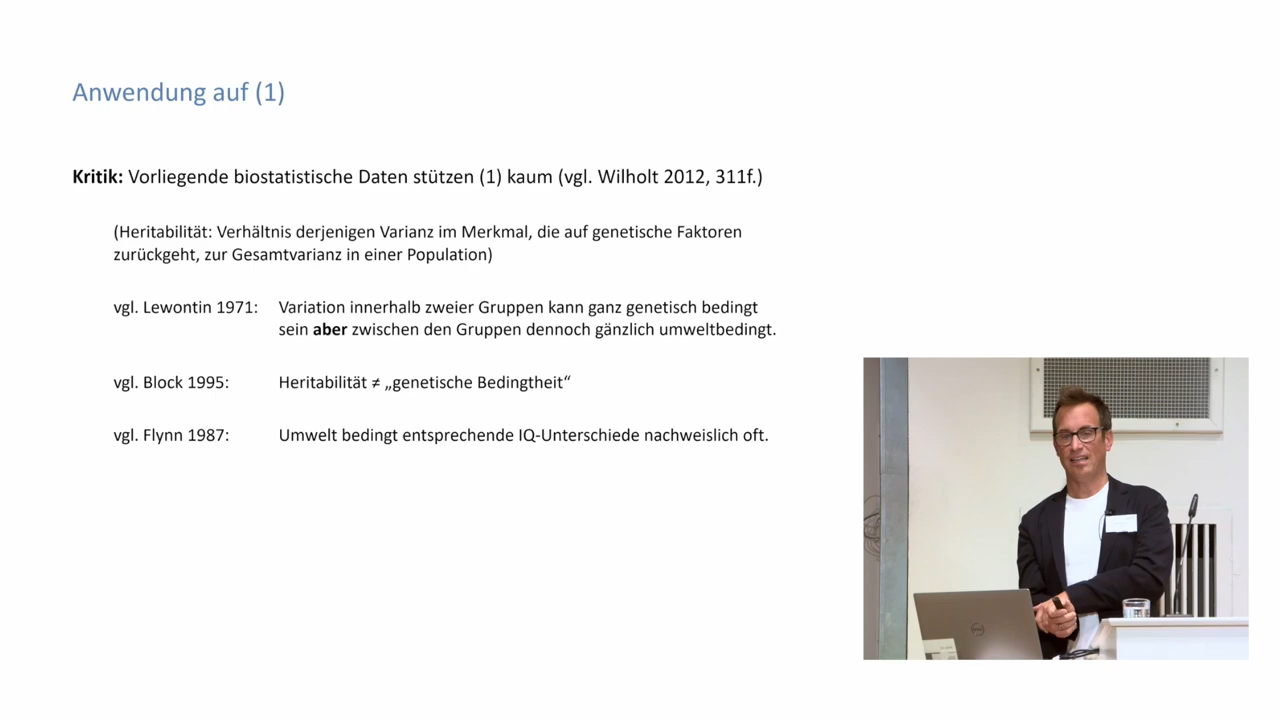 Anwendung auf (1)
Kritik: Vorliegende biostatistische Daten stützen (1) kaum (vgl. Wilholt 2012, 311f.)
(Heritabilität: Verhältnis derjenigen Varianz im Merkmal, die auf genetische Faktoren
zurückgeht, zur Gesamtvarianz in einer Population)
vgl. Lewontin 1971: Variation innerhalb zweier Gruppen kann ganz genetisch bedingt
sein aber zwischen den Gruppen dennoch gänzlich umweltbedingt.
vgl. Block 1995: Heritabilität ≠ „genetische Bedingtheit“
vgl. Flynn 1987: Umwelt bedingt entsprechende IQ-Unterschiede nachweislich oft.
DELL